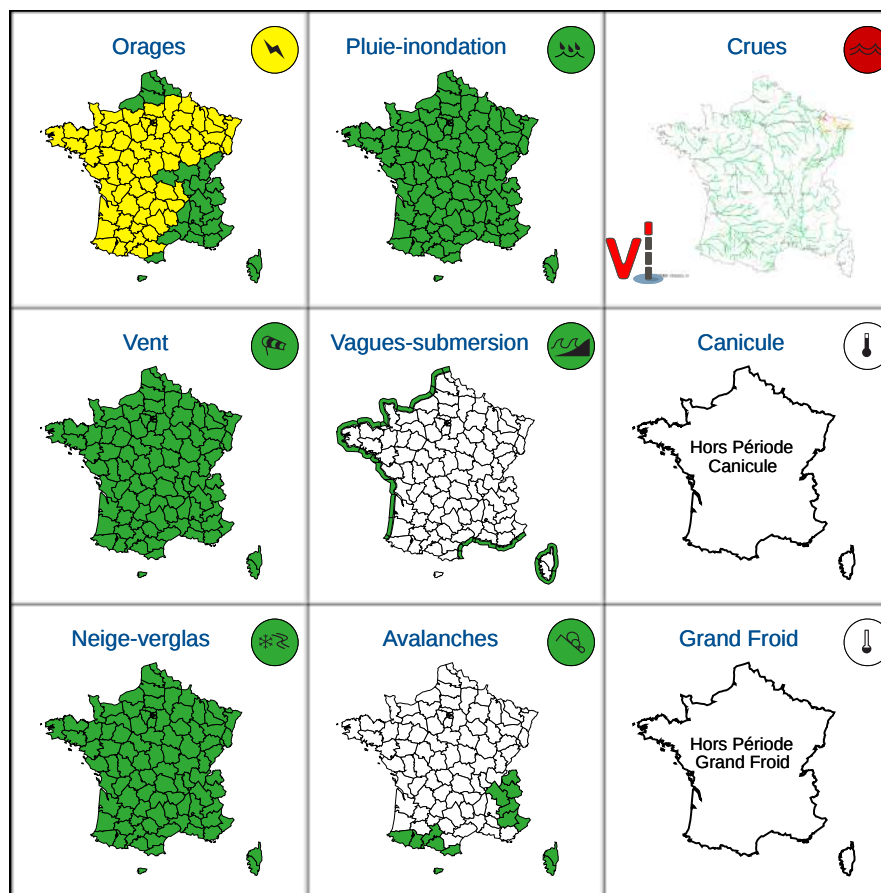 Orages
Pluie-inondation
Crues
Vi
Vent
Vagues-submersion
Canicule
Hors Période
Canicule
Neige-verglas
Avalanches
Grand Froid
Hors Période
Grand Froid